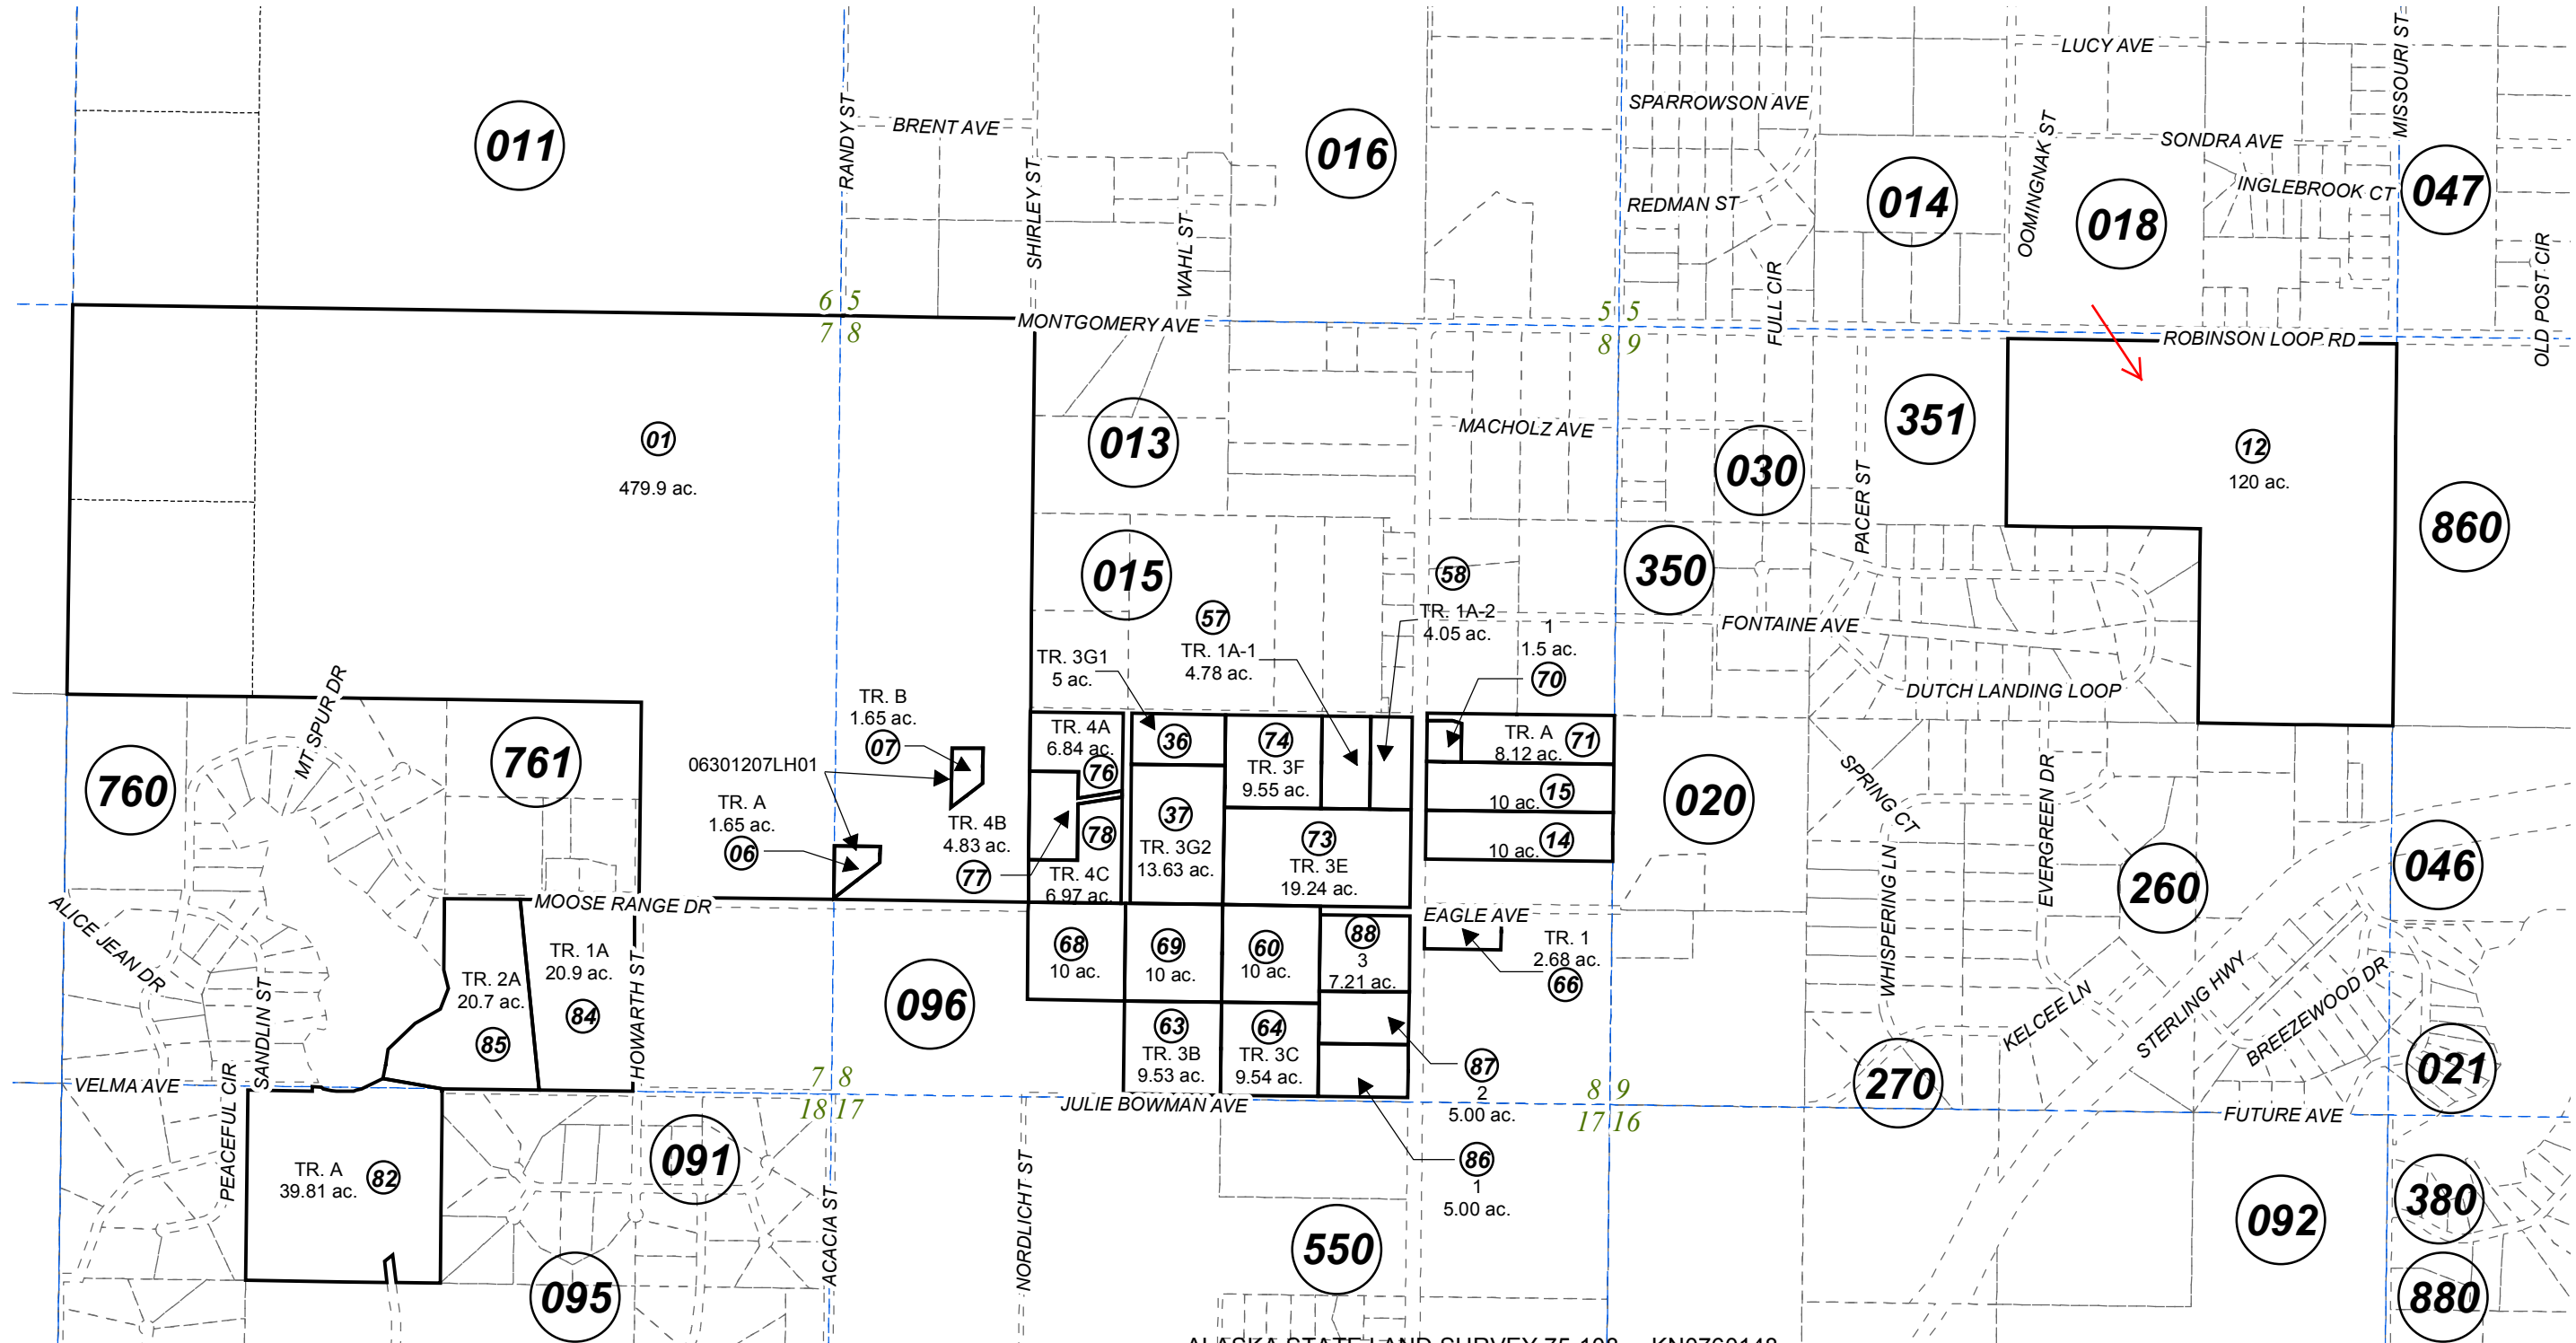 LUCY AVE
MISSOURI ST
SPARROWSON AVE
RANDY ST
BRENT AVE
011
016
SONDRA AVE
OOMINGNAK ST
INGLEBROOK CT
047
REDMAN ST
014
018
SHIRLEY ST
WAHL ST
FULL CIR
OLD POST CIR
6 5
7 8
MONTGOMERY AVE
5 5
8 9
ROBINSON LOOP RD
01
479.9 ac.
013
MACHOLZ AVE
030
351
12
120 ac.
PACER ST
860
015
58
TR. 1A-2
4.05 ac.
350
57
TR. 1A-1
4.78 ac.
1
1.5 ac.
70
FONTAINE AVE
TR. 3G1
5 ac.
DUTCH LANDING LOOP
MT SPUR DR
760
761
TR. B
1.65 ac.
07
06301207LH01
TR. A
1.65 ac.
06
TR. 4A
6.84 ac.
76
36
74
TR. 3F
9.55 ac.
TR. A
8.12 ac.
71
10 ac.
15
10 ac.
14
020
SPRING CT
EVERGREEN DR
TR. 4B
4.83 ac.
77
78
TR. 4C
6.97 ac.
37
TR. 3G2
13.63 ac.
73
TR. 3E
19.24 ac.
WHISPERING LN
260
046
ALICE JEAN DR
MOOSE RANGE DR
EAGLE AVE
TR. 1
2.68 ac.
66
TR. 2A
20.7 ac.
85
TR. 1A
20.9 ac.
84
HOWARTH ST
096
68
10 ac.
69
10 ac.
60
10 ac.
88
3
7.21 ac.
SANDLIN ST
KELCEE LN
STERLING HWY
BREEZEWOOD DR
63
TR. 3B
9.53 ac.
64
TR. 3C
9.54 ac.
87
2
5.00 ac.
270
021
VELMA AVE
PEACEFUL CIR
7 8
18 17
JULIE BOWMAN AVE
8 9
17 16
FUTURE AVE
TR. A
39.81 ac.
82
091
ACACIA ST
NORDLICHT ST
86
1
5.00 ac.
095
550
092
380
880
ALASKA STATE LAND SURVEY 75-108 KN0760148